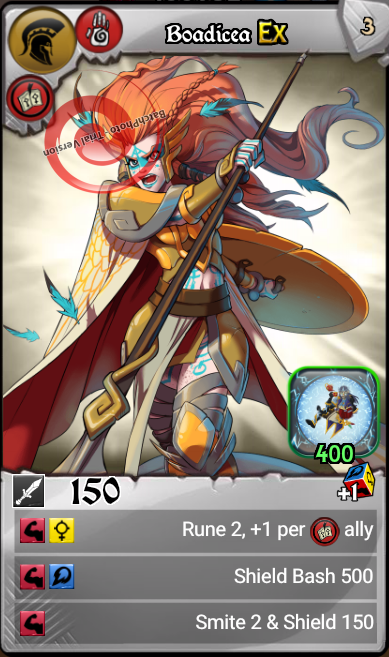 Boadicea Ex
3
BatchPhoto - Trial Version
400
150
+1
Rune 2, +1 per ally
Shield Bash 500
Smite 2 & Shield 150